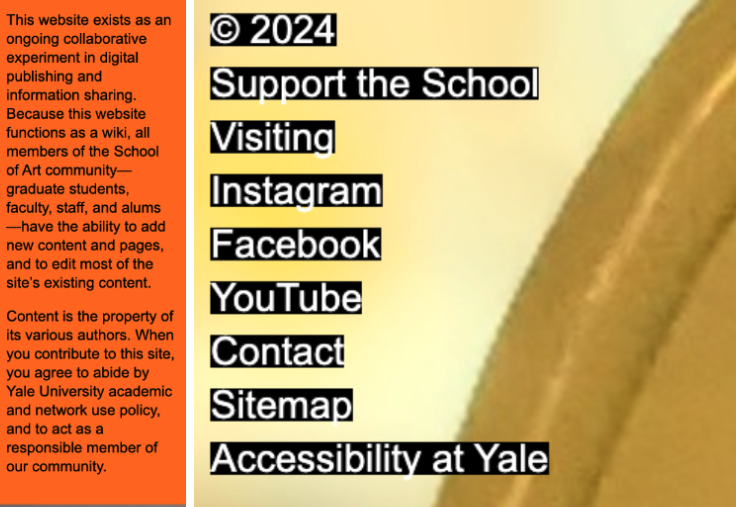 This website exists as an
ongoing collaborative
experiment in digital
publishing and
information sharing.
Because this website
functions as a wiki, all
members of the School
of Art community—
graduate students,
faculty, staff, and alums
—have the ability to add
new content and pages,
and to edit most of the
site’s existing content.
Content is the property of
its various authors. When
you contribute to this site,
you agree to abide by
Yale University academic
and network use policy,
and to act as a
responsible member of
our community.
© 2024
Support the School
Visiting
Instagram
Facebook
YouTube
Contact
Sitemap
Accessibility at Yale